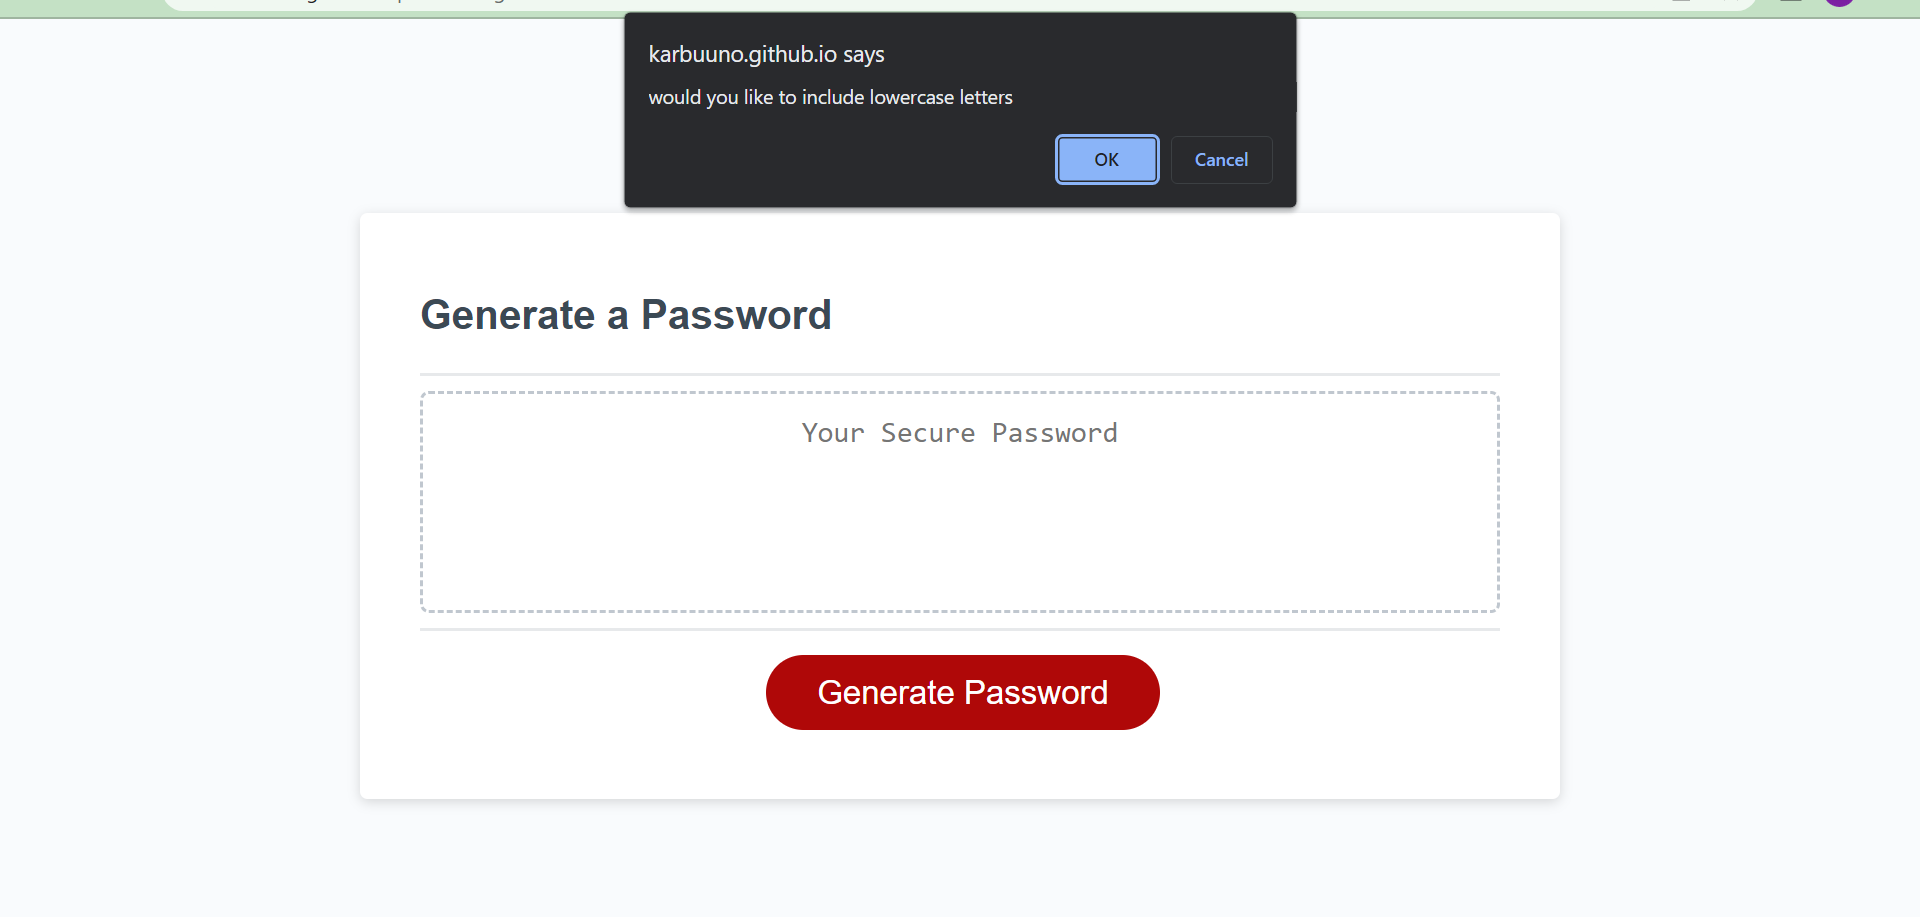 karbuuno.github.io says
would you like to include lowercase letters
OK
Cancel
Generate a Password
Your Secure Password
Generate Password